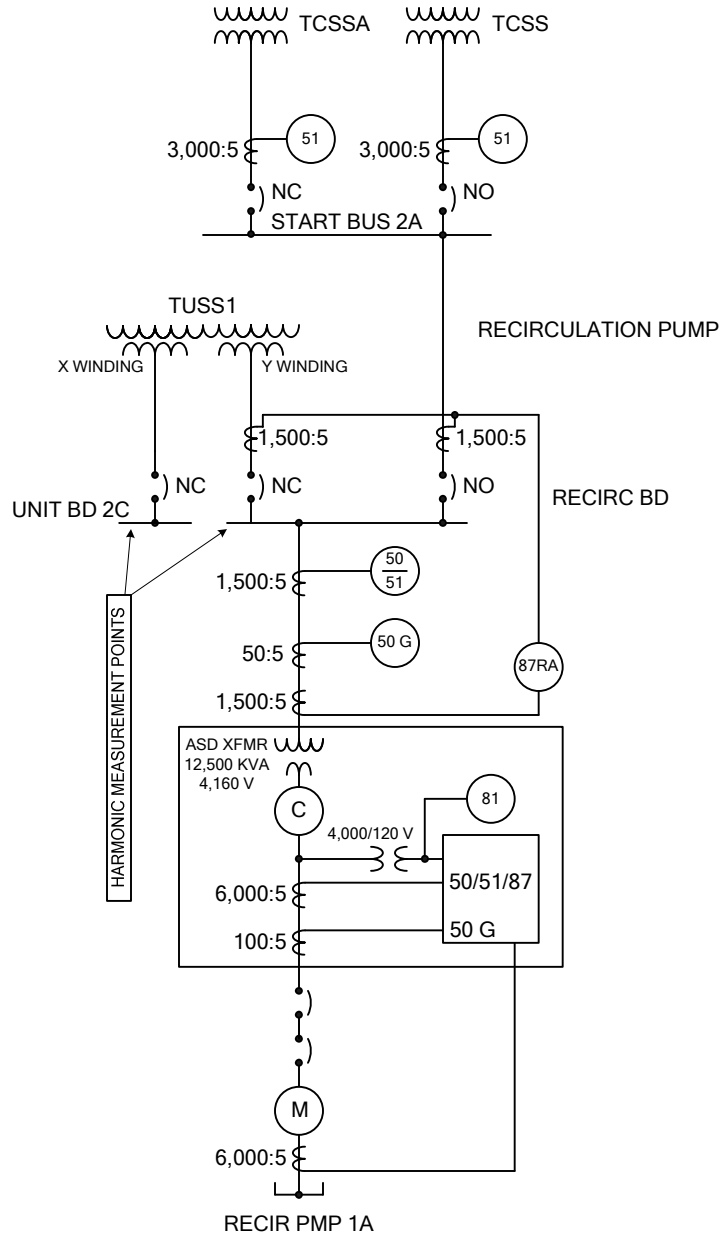 TCSSA
TCSS
51
51
3,000:5
3,000:5
NC
NO
START BUS 2A
TUSS1
RECIRCULATION PUMP
X WINDING
Y WINDING
1,500:5
1,500:5
NC
NC
NO
RECIRC BD
UNIT BD 2C
HARMONIC MEASUREMENT POINTS
1,500:5
50
51
50:5
50 G
87RA
1,500:5
ASD XFMR
12,500 KVA
4,160 V
C
81
4,000/120 V
6,000:5
50/51/87
100:5
50 G
M
6,000:5
RECIR PMP 1A